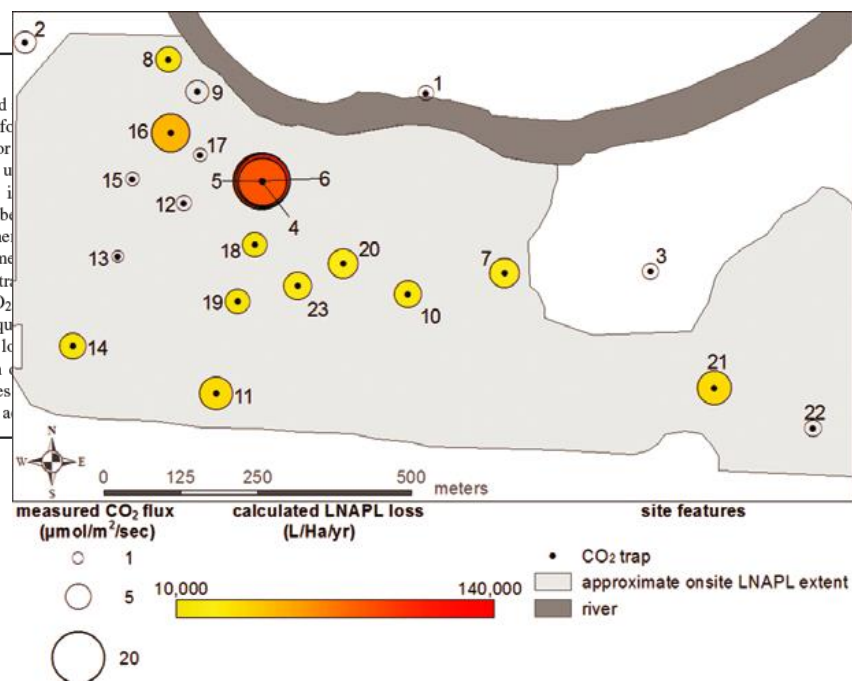 2
8
9
1
16
17
15
5
6
12
4
18
20
13
7
3
19
23
10
14
11
21
22
N
W E
S
0 125 250 500 meters
measured CO2 flux
(µmol/m²/sec)
1
5
20
calculated LNAPL loss
(L/Ha/yr)
10,000 140,000
site features
CO2 trap
approximate onsite LNAPL extent
river